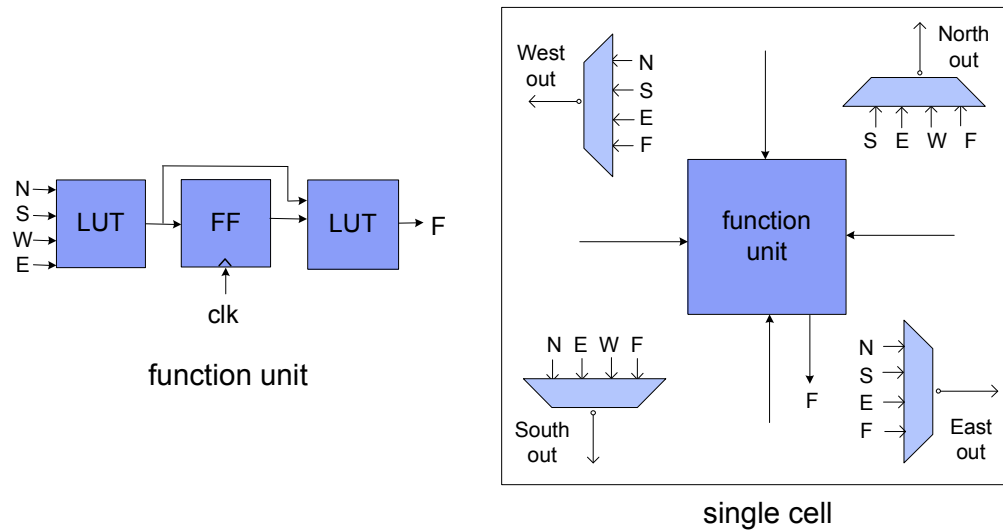 N
S
W
E
LUT
FF
LUT
F
clk
function unit
West
out
N
S
E
F
North
out
S E W F
function
unit
N E W F
South
out
F
N
S
E
F
East
out
single cell